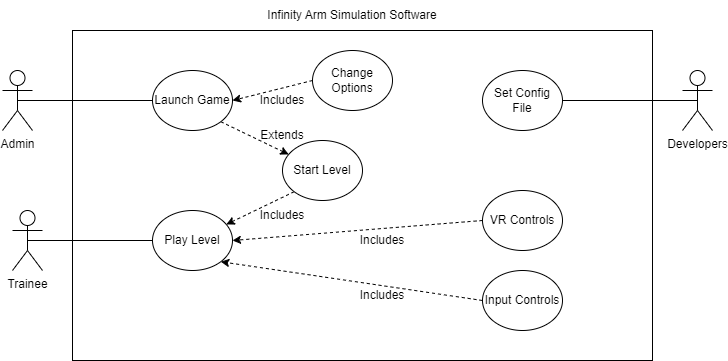 Infinity Arm Simulation Software
Change
Options
Launch Game
Includes
Set Config
File
Admin
Developers
Extends
Start Level
Includes
VR Controls
Play Level
Includes
Trainee
Includes
Input Controls